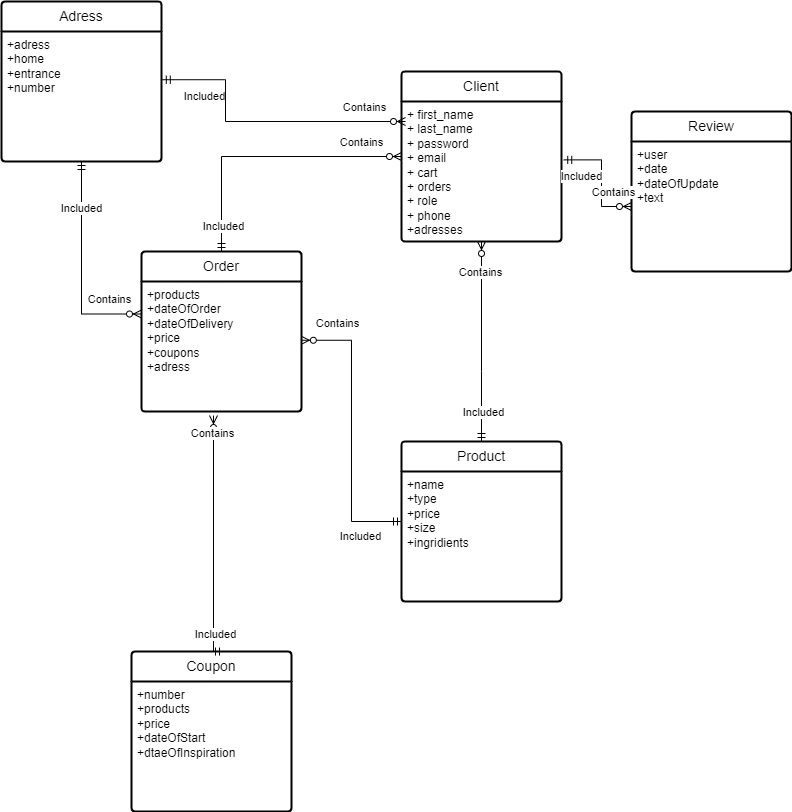 Adress
+adress
+home
+entrance
+number
Included
Contains
Client
+ first_name
+ last_name
+ password
+ email
+ cart
+ orders
+ role
+ phone
+adresses
Review
+user
+date
+dateOfUpdate
+text
Included
Contains
Contains
Included
Included
Contains
Order
+products
+dateOfOrder
+dateOfDelivery
+price
+coupons
+adress
Contains
Contains
Included
Included
Product
+name
+type
+price
+size
+ingridients
Contains
Included
Coupon
+number
+products
+price
+dateOfStart
+dtaeOfInspiration